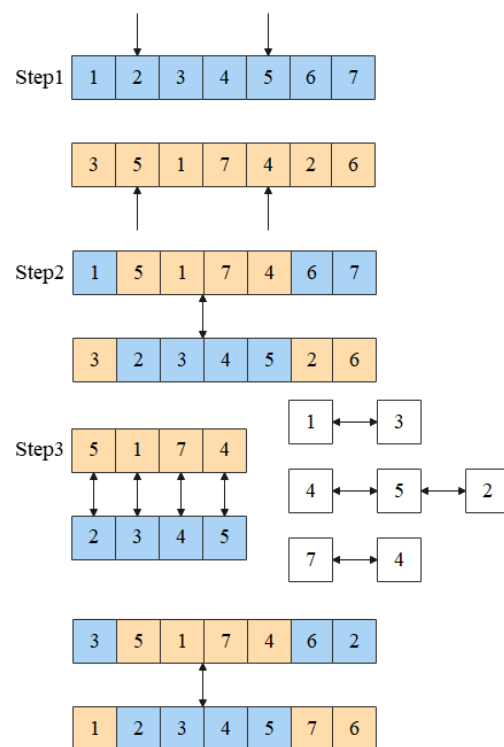 Step1 1 2 3 4 5 6 7
3 5 1 7 4 2 6
Step2 1 5 1 7 4 6 7
3 2 3 4 5 2 6
Step3 5 1 7 4
2 3 4 5
1 3
4 5 2
7 4
3 5 1 7 4 6 2
1 2 3 4 5 7 6